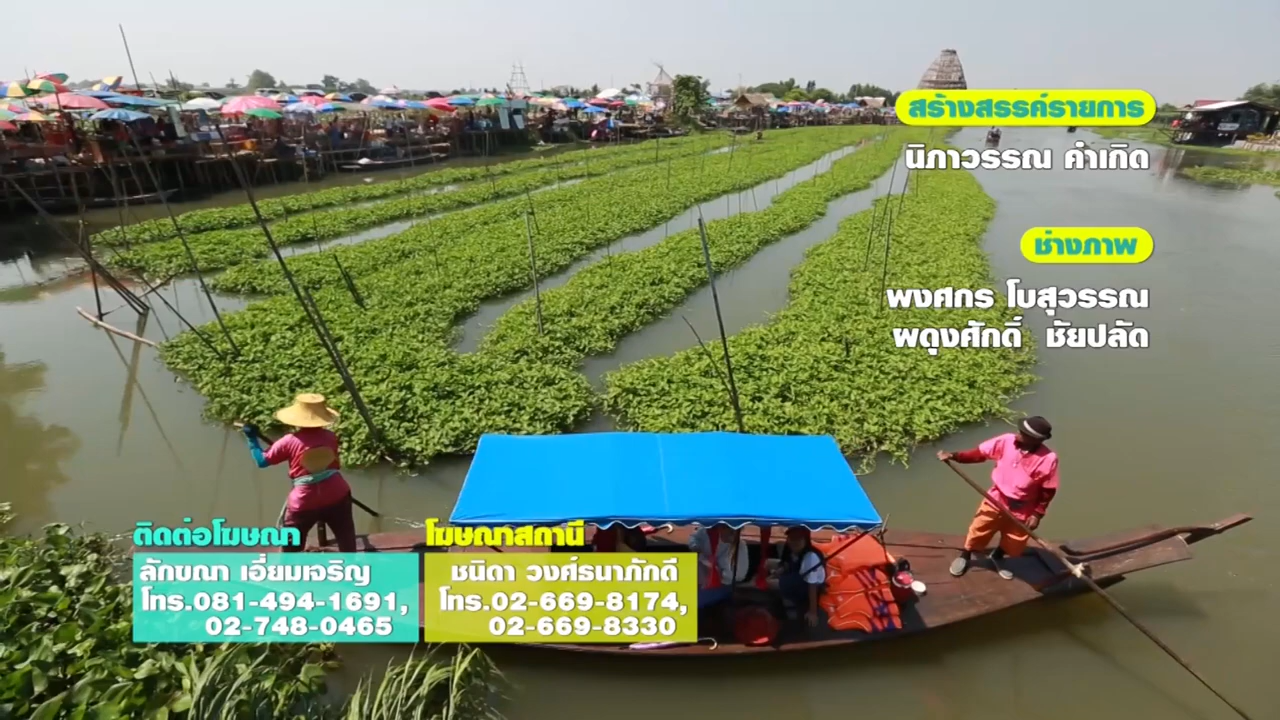 สร้างสรรค์รายการ
นิภาวรรณ คำเกิด
ช่างภาพ
พงศกร โบสุวรรณ
ผดุงศักดิ์ ชัยปลัด
ติดต่อโฆษณา
ลักขณา เอี่ยมเจริญ
โทร.081-494-1691,
02-748-0465
โฆษณาสถานี
ชนิดา วงศ์ธนาภักดี
โทร.02-669-8174,
02-669-8330